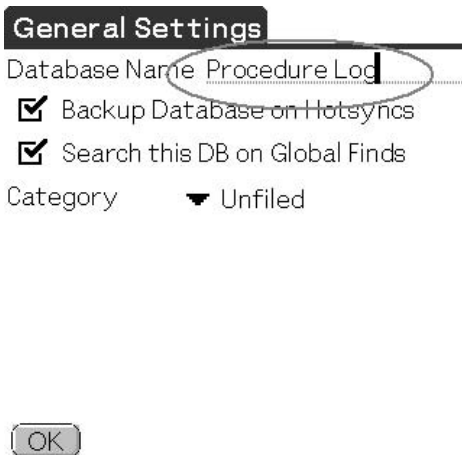 General Settings
Database Name Procedure Log
Backup Database on Hotsyncs
Search this DB on Global Finds
Category Unfiled
OK